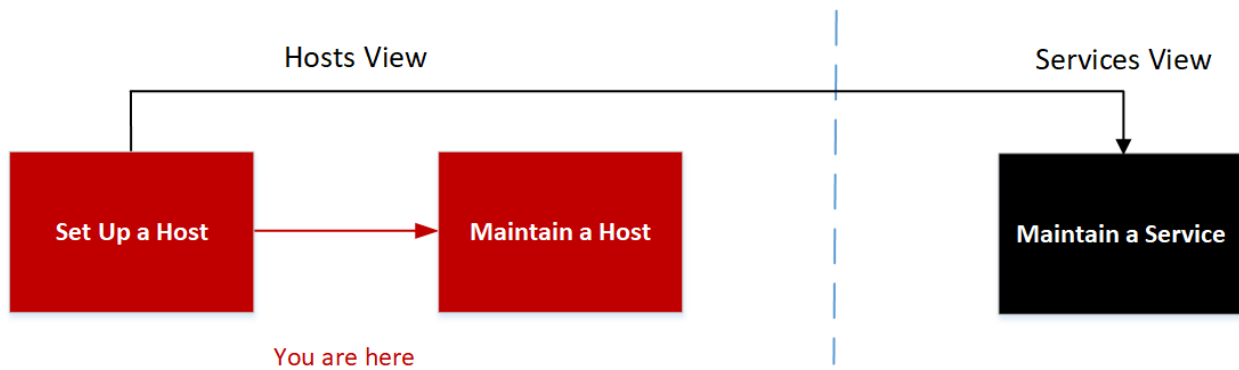 Hosts View
Services View
Set Up a Host
Maintain a Host
Maintain a Service
You are here